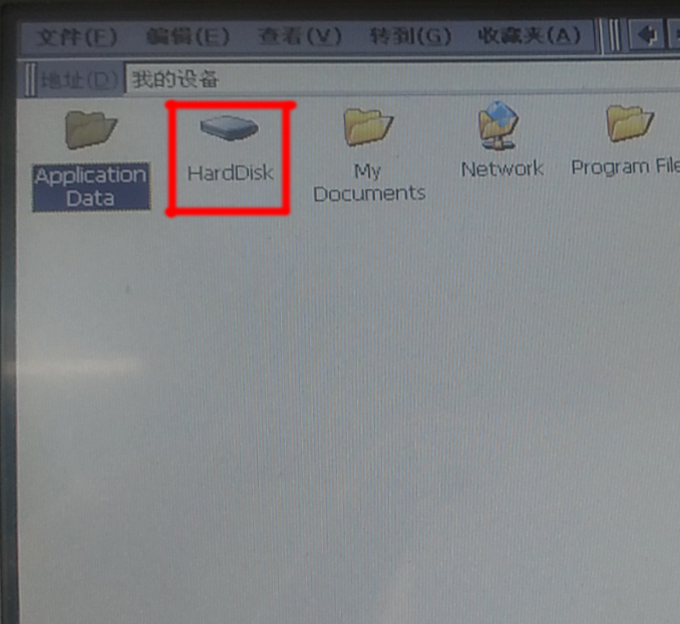 文件(F) 编辑(E) 查看(V) 转到(G) 收藏夹(A)
地址(D) 我的设备
Application
Data
HardDisk
My
Documents
Network
Program File